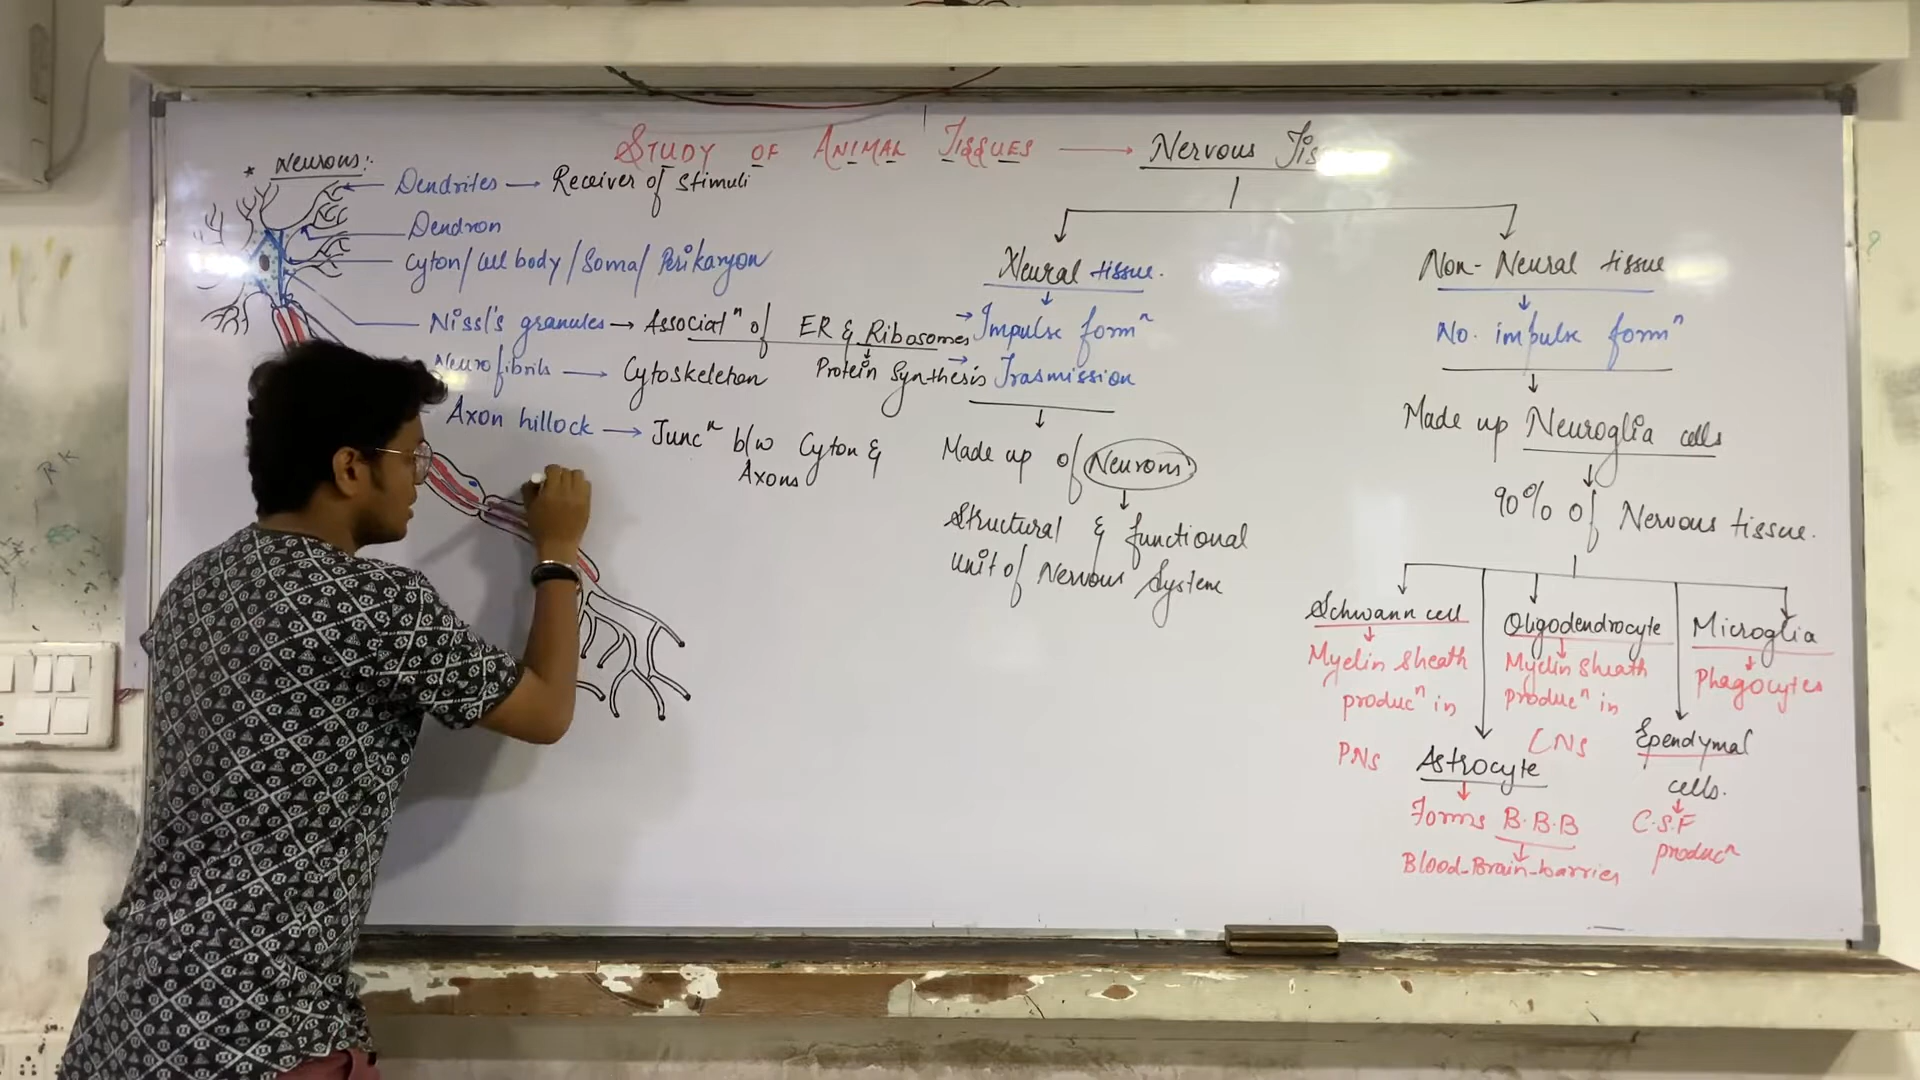 STUDY OF ANIMAL TISSUES → Nervous Tis
* Neurons:
Dendrites → Receiver of Stimuli
Dendron
Cyton/Cell body/Soma/Perikaryon
Nissl's granules → Associatⁿ of ER & Ribosomes
Protein Synthesis
Neurofibrils → Cytoskeleton
Axon hillock → Juncⁿ b/w Cyton &
Axons
Neural tissue.
→ Impulse formⁿ
→ Trasmission
Made up of Neurons
Structural & functional
Unit of Nervous System
Non-Neural tissue
No. impulse formⁿ
Made up Neuroglia cells
90% of Nervous tissue.
Schwann cell
Myelin Sheath
producⁿ in
PNS
Astrocyte
Forms B.B.B
Blood-Brain-barrier
Oligodendrocyte
Myelin Sheath
producⁿ in
CNS
Ependymal
cells.
C.S.F
producⁿ
Microglia
Phagocytes